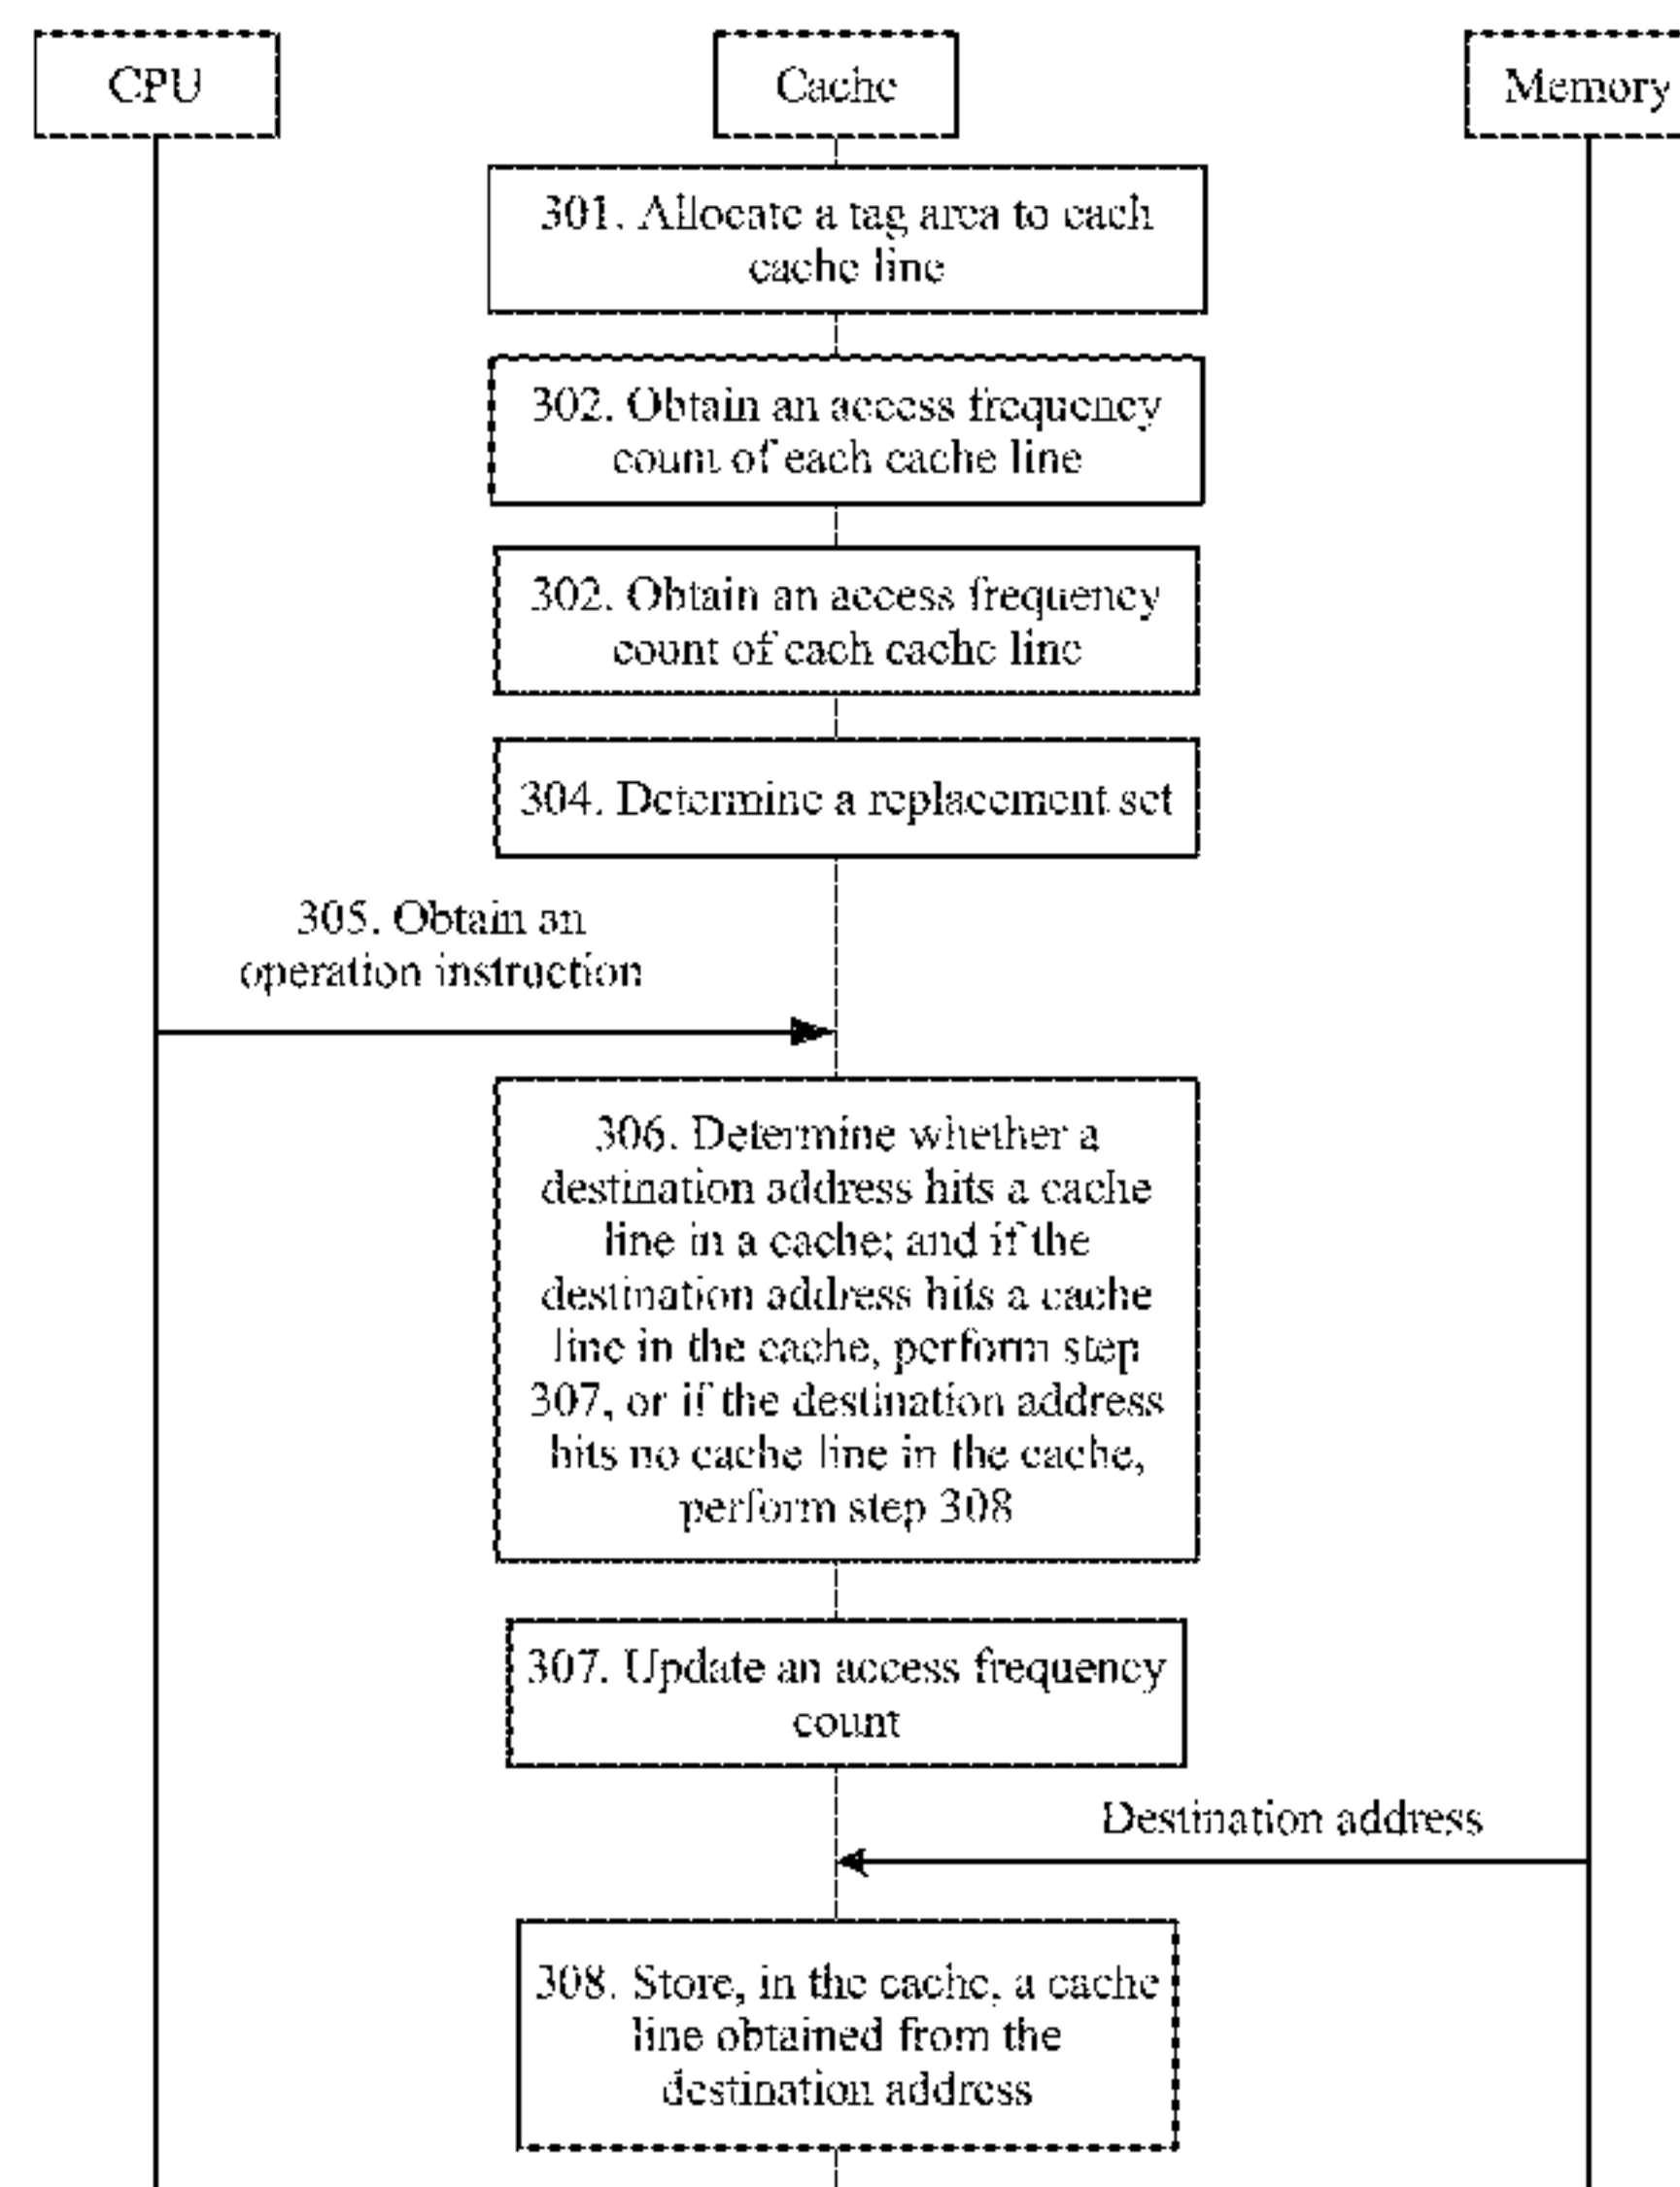 CPU
Cache
Memory
301. Allocate a tag area to each
cache line
302. Obtain an access frequency
count of each cache line
302. Obtain an access frequency
count of each cache line
304. Determine a replacement set
305. Obtain an
operation instruction
306. Determine whether a
destination address hits a cache
line in a cache; and if the
destination address hits a cache
line in the cache, perform step
307, or if the destination address
hits no cache line in the cache,
perform step 308
307. Update an access frequency
count
Destination address
308. Store, in the cache, a cache
line obtained from the
destination address